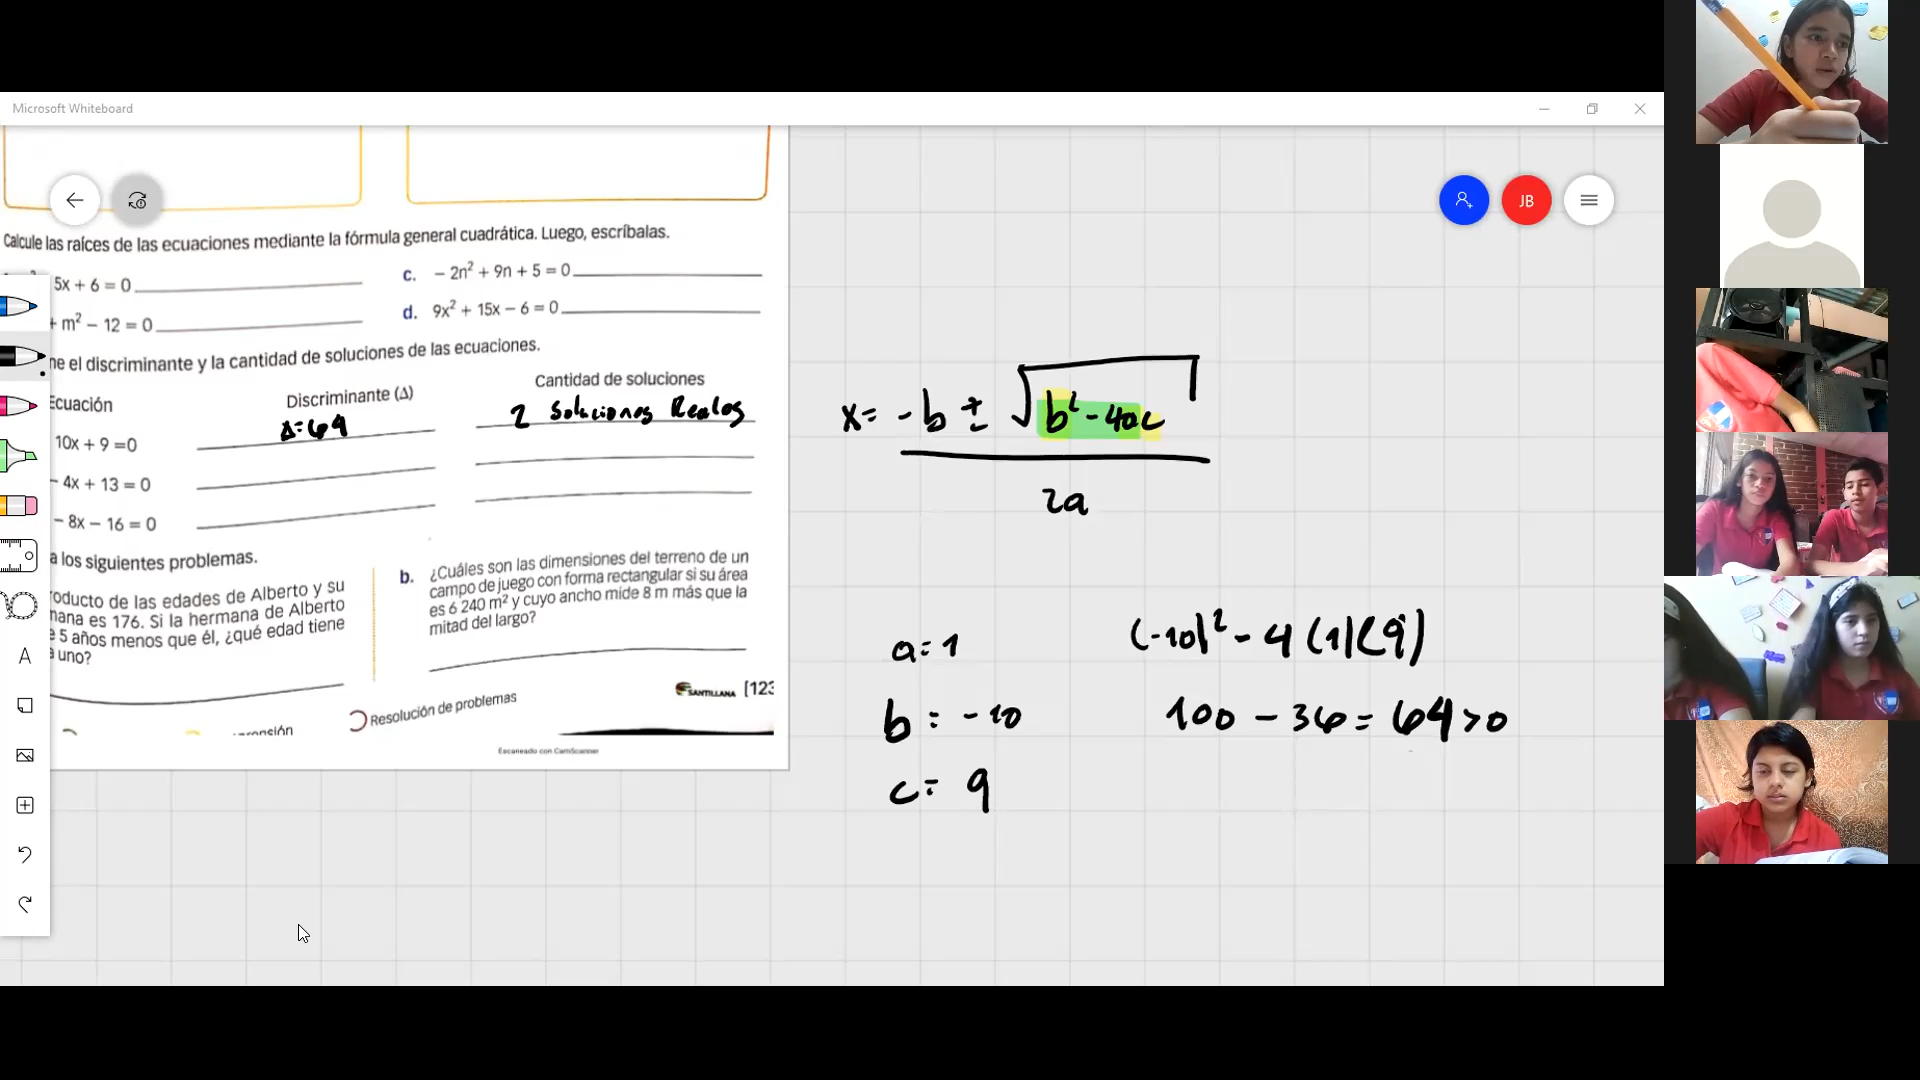 Microsoft Whiteboard
JB
Calcule las raíces de las ecuaciones mediante la fórmula general cuadrática. Luego, escríbalas.
5x + 6 = 0
c. – 2n² + 9n + 5 = 0
+ m² – 12 = 0
d. 9x² + 15x – 6 = 0
ne el discriminante y la cantidad de soluciones de las ecuaciones.
Ecuación
Discriminante (Δ)
Cantidad de soluciones
10x + 9 =0
Δ=64
2 Soluciones Reales
– 4x + 13 = 0
– 8x – 16 = 0
a los siguientes problemas.
oducto de las edades de Alberto y su
mana es 176. Si la hermana de Alberto
e 5 años menos que él, ¿qué edad tiene
a uno?
b. ¿Cuáles son las dimensiones del terreno de un
campo de juego con forma rectangular si su área
es 6 240 m² y cuyo ancho mide 8 m más que la
mitad del largo?
SANTILLANA [123
Resolución de problemas
Escaneado con CamScanner
x = -b ± √b² - 4ac
2a
a = 1
b = -10
c = 9
(-10)² - 4 (1)(9)
100 - 36 = 64 > 0
A